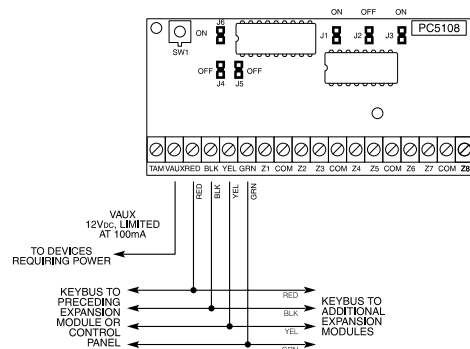 ON OFF ON
J6
ON
PC5108
SW1
J1 J2 J3
OFF OFF
J4 J5
TAM VAUX RED BLK YEL GRN Z1 COM Z2 Z3 COM Z4 Z5 COM Z6 Z7 COM Z8
RED BLK YEL GRN
VAUX
12VDC, LIMITED
AT 100mA
TO DEVICES
REQUIRING POWER
KEYBUS TO
PRECEDING
EXPANSION
MODULE OR
CONTROL
PANEL
RED
BLK
YEL
GRN
KEYBUS TO
ADDITIONAL
EXPANSION
MODULES